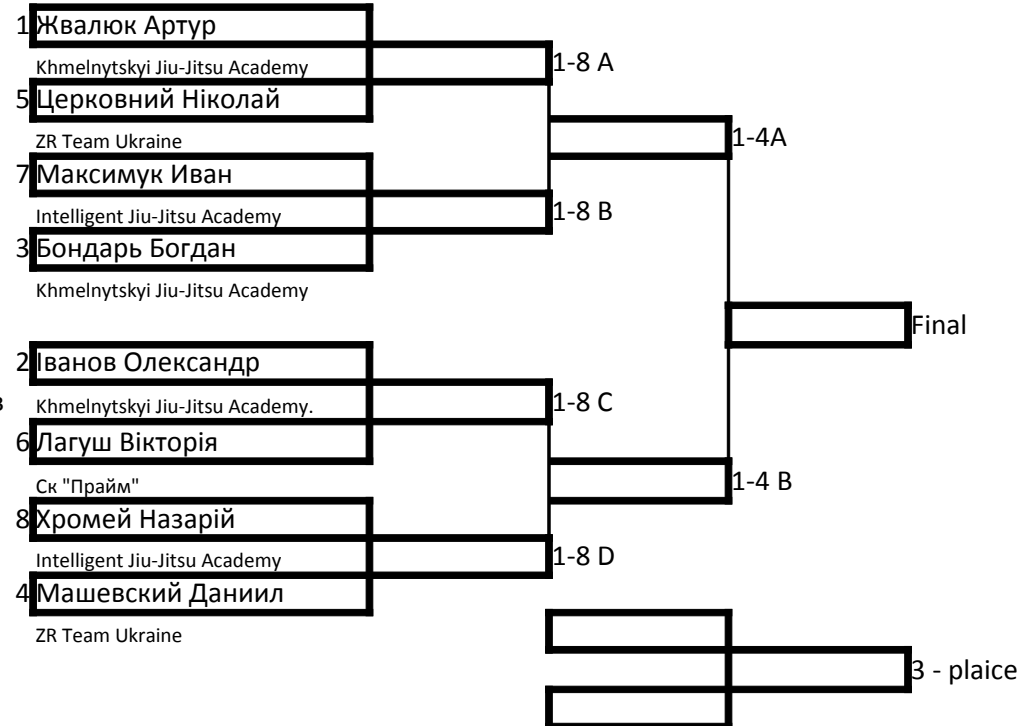 1 Жвалюк Артур
Khmelnytskyi Jiu-Jitsu Academy
1-8 A
5 Церковний Ніколай
ZR Team Ukraine
1-4A
7 Максимук Иван
Intelligent Jiu-Jitsu Academy
1-8 B
3 Бондарь Богдан
Khmelnytskyi Jiu-Jitsu Academy
Final
2 Іванов Олександр
в Khmelnytskyi Jiu-Jitsu Academy.
1-8 C
6 Лагуш Вікторія
Ск "Прайм"
1-4 B
8 Хромей Назарій
Intelligent Jiu-Jitsu Academy
1-8 D
4 Машевский Даниил
ZR Team Ukraine
3 - plaice